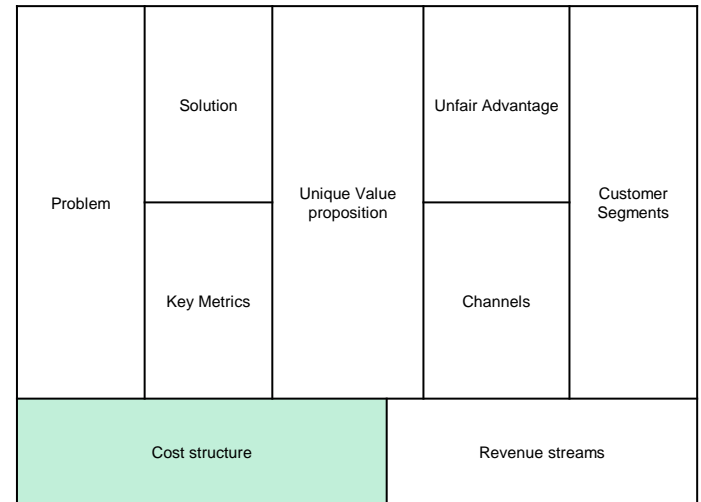 Problem
Solution
Key Metrics
Unique Value
proposition
Unfair Advantage
Channels
Customer
Segments
Cost structure
Revenue streams